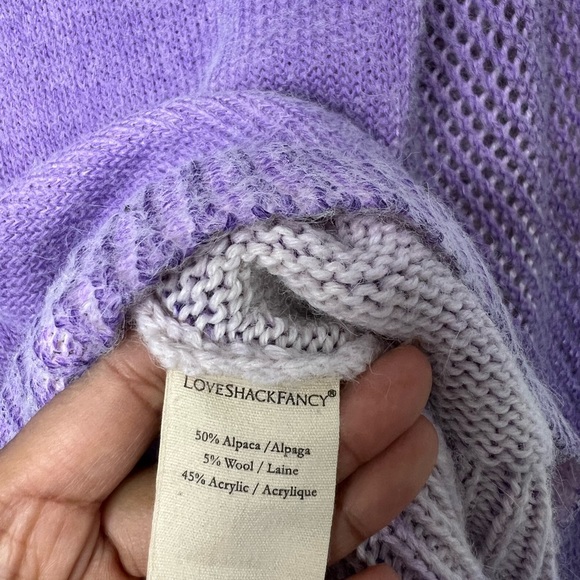 LoveShackFancy®
50% Alpaca / Alpaga
5% Wool / Laine
45% Acrylic / Acrylique